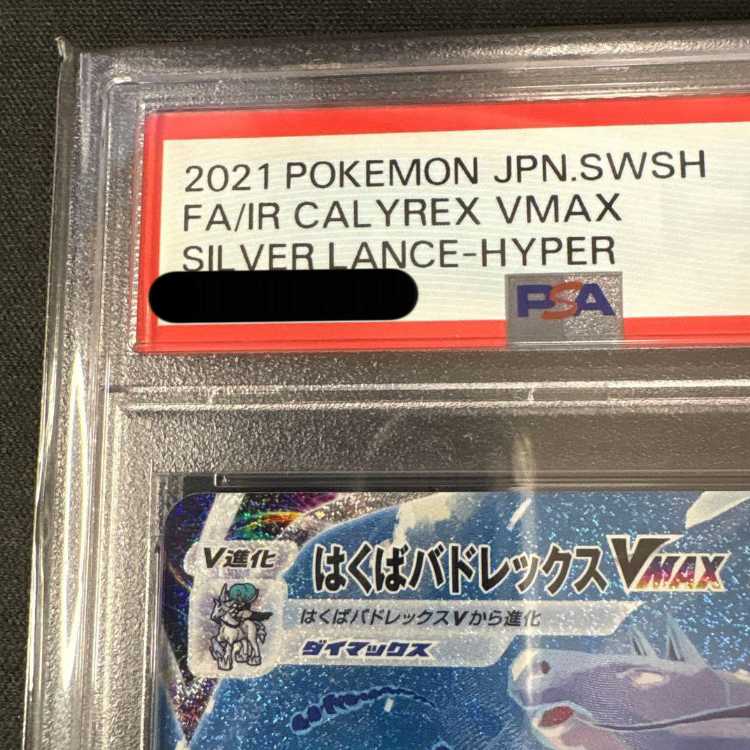 2021 POKEMON JPN.SWSH
FA/IR CALYREX VMAX
SILVER LANCE-HYPER
PSA
V進化
はくばバドレックスVMAX
はくばバドレックスVから進化
ダイマックス